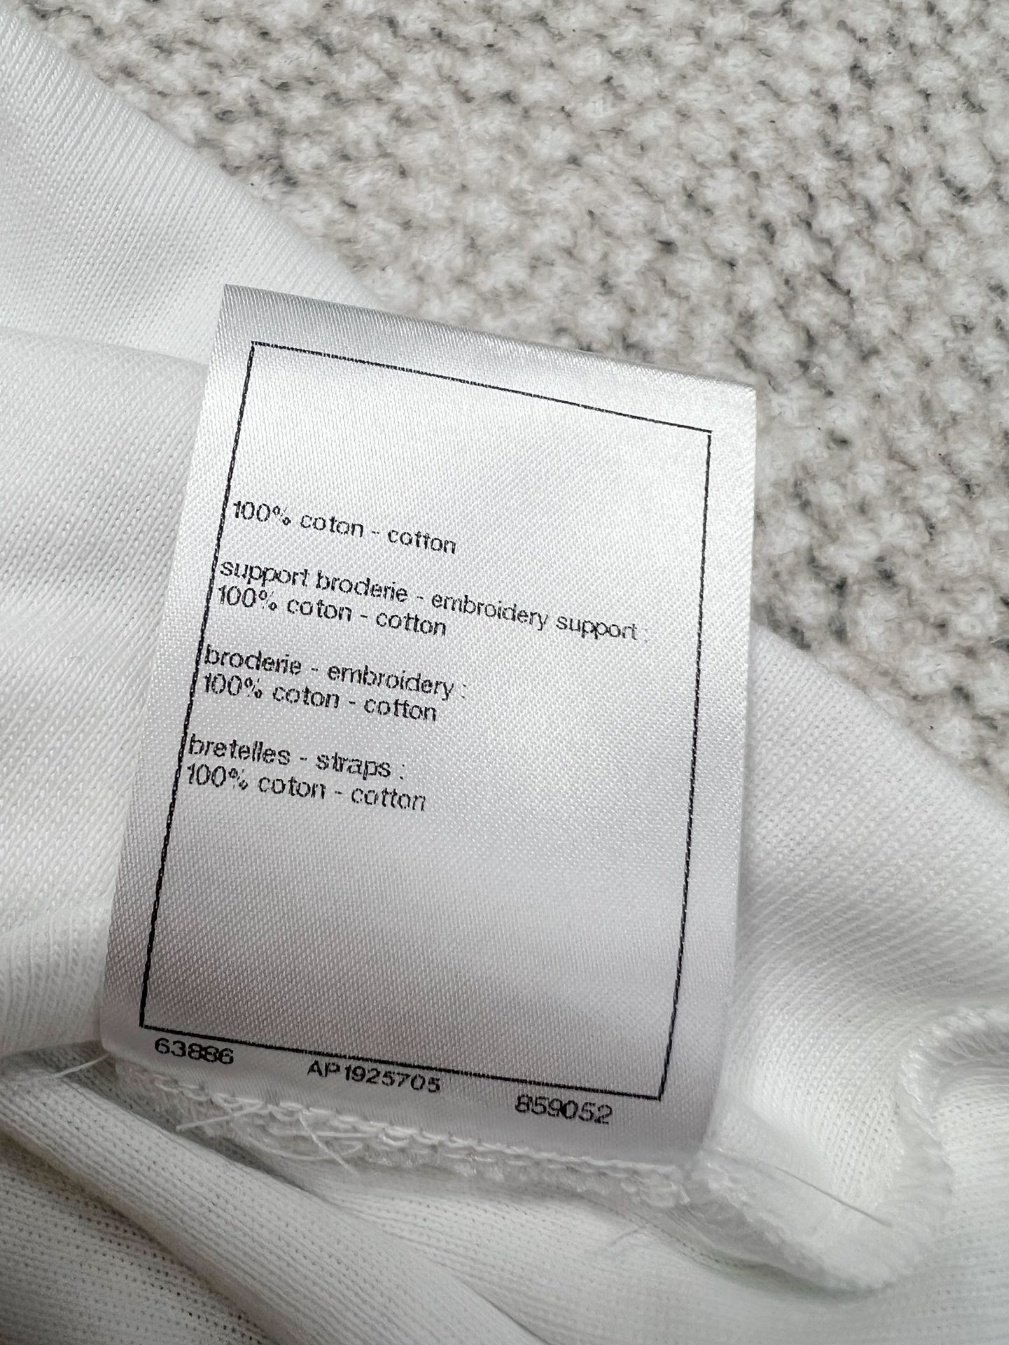 100% coton - cotton
support broderie - embroidery support :
100% coton - cotton
broderie - embroidery :
100% coton - cotton
bretelles - straps :
100% coton - cotton
63886 AP1925705 859052